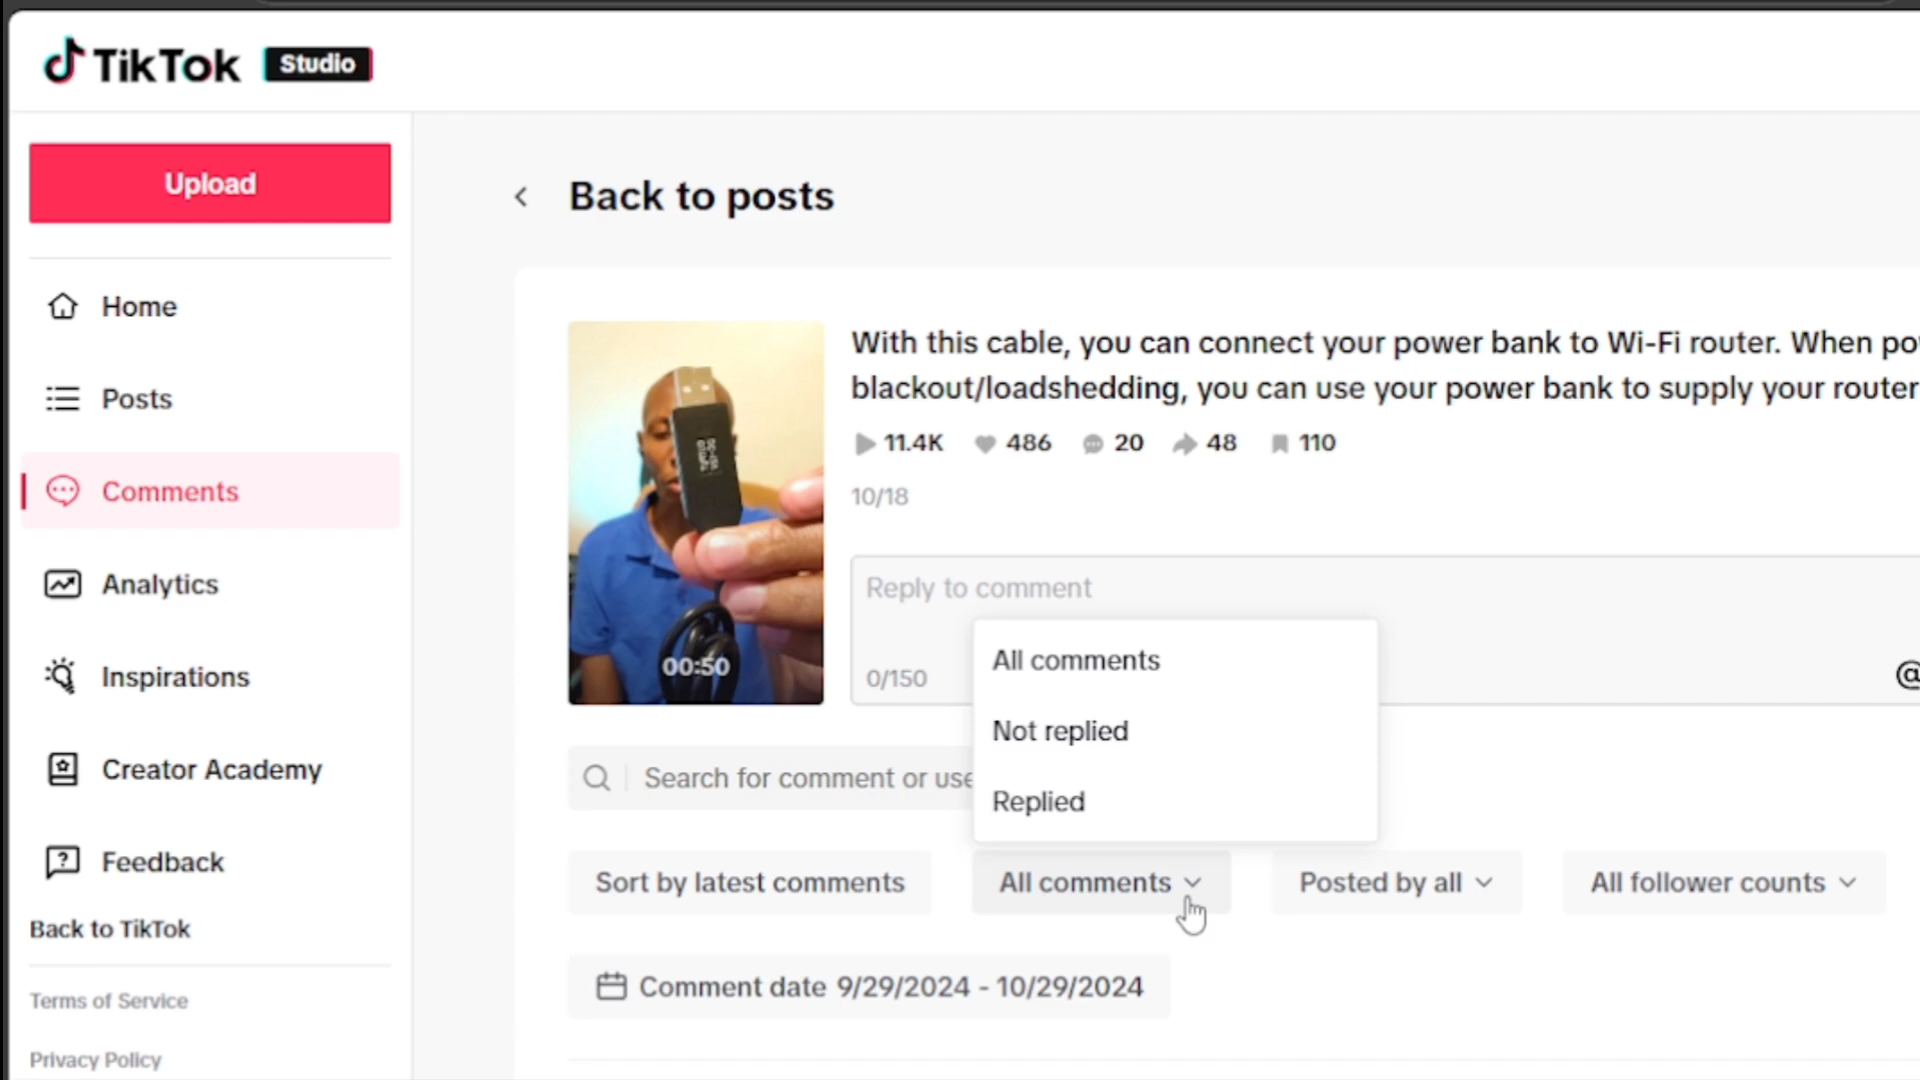 TikTok Studio
Upload
Home
Posts
Comments
Analytics
Inspirations
Creator Academy
Feedback
Back to TikTok
Terms of Service
Privacy Policy
Back to posts
With this cable, you can connect your power bank to Wi-Fi router. When po
blackout/loadshedding, you can use your power bank to supply your router
11.4K 486 20 48 110
10/18
00:50
Reply to comment
0/150
@
All comments
Not replied
Replied
Search for comment or use
Sort by latest comments All comments Posted by all All follower counts
Comment date 9/29/2024 - 10/29/2024